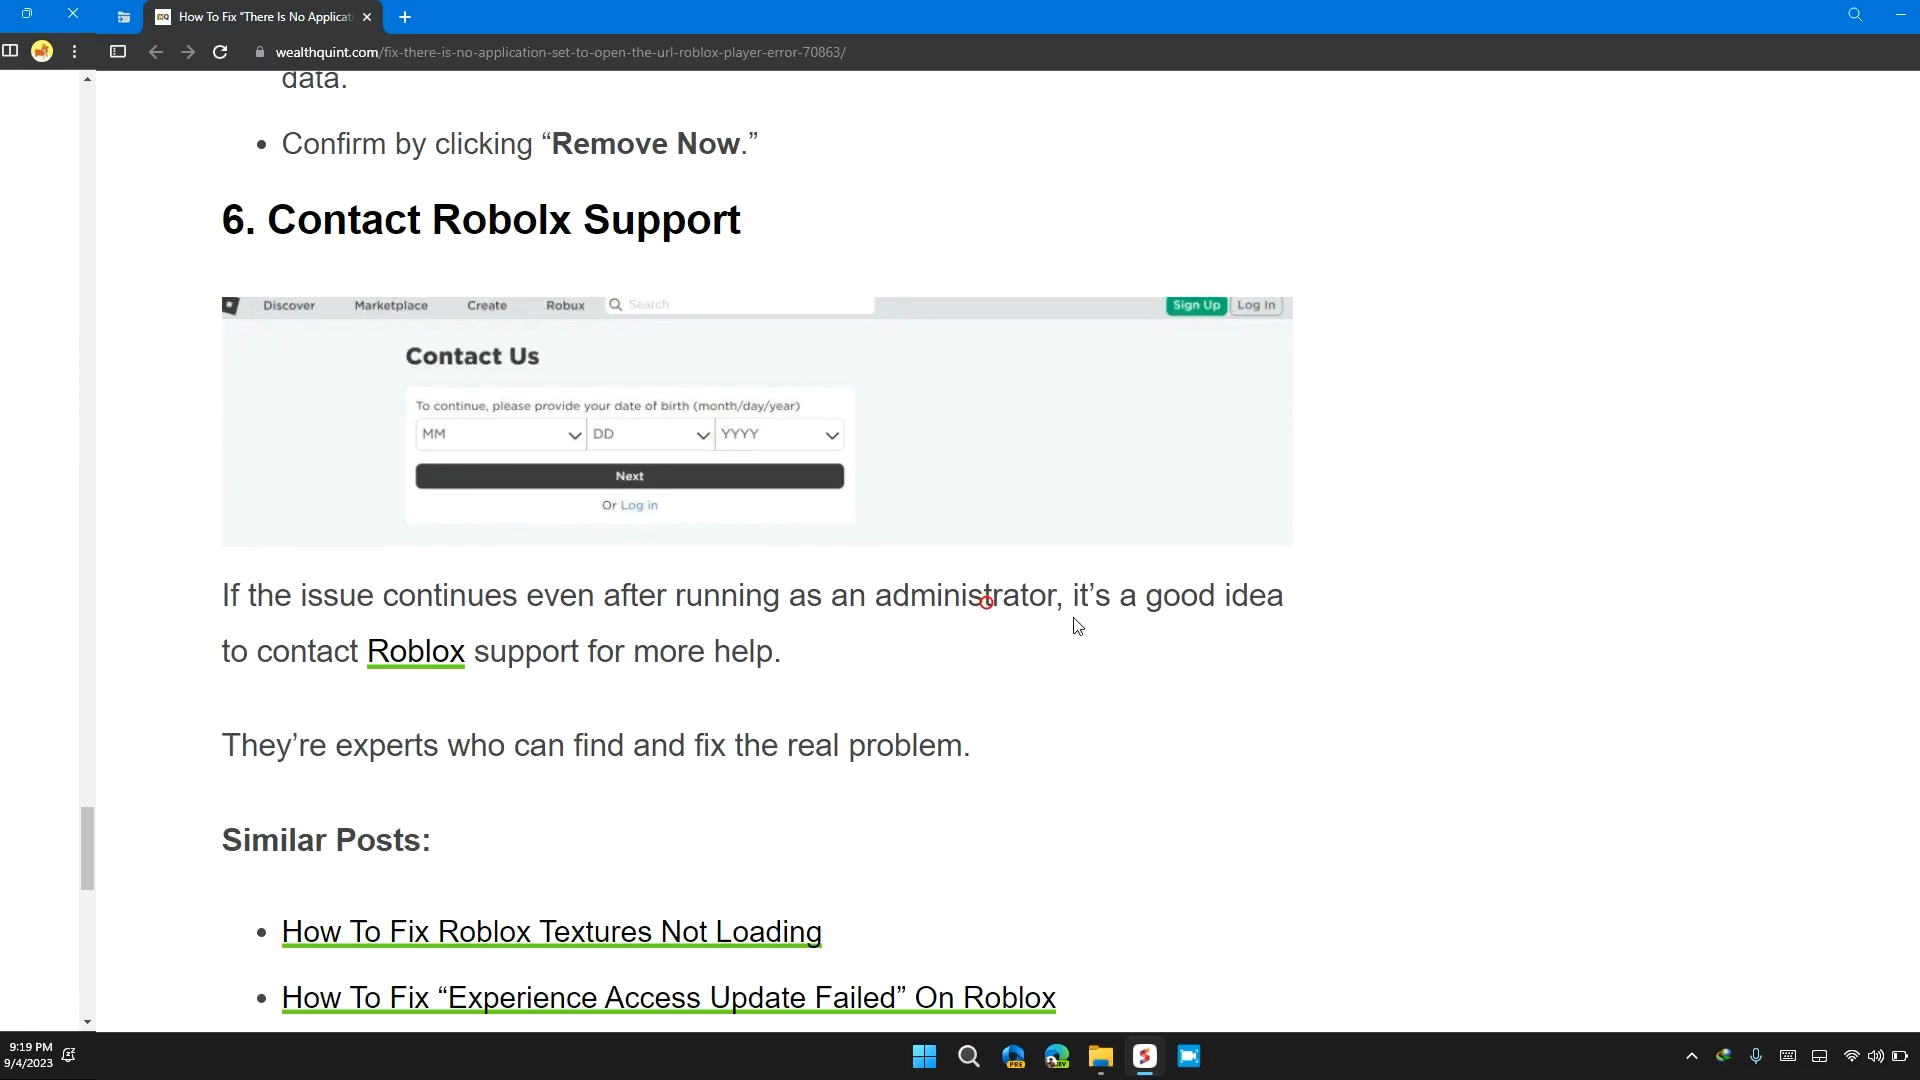 How To Fix "There Is No Applicati
wealthquint.com/fix-there-is-no-application-set-to-open-the-url-roblox-player-error-70863/
data.
• Confirm by clicking “Remove Now.”
6. Contact Robolx Support
Discover Marketplace Create Robux Search Sign Up Log In
Contact Us
To continue, please provide your date of birth (month/day/year)
MM DD YYYY
Next
Or Log in
If the issue continues even after running as an administrator, it’s a good idea
to contact Roblox support for more help.
They’re experts who can find and fix the real problem.
Similar Posts:
• How To Fix Roblox Textures Not Loading
• How To Fix “Experience Access Update Failed” On Roblox
9:19 PM
9/4/2023
PRE